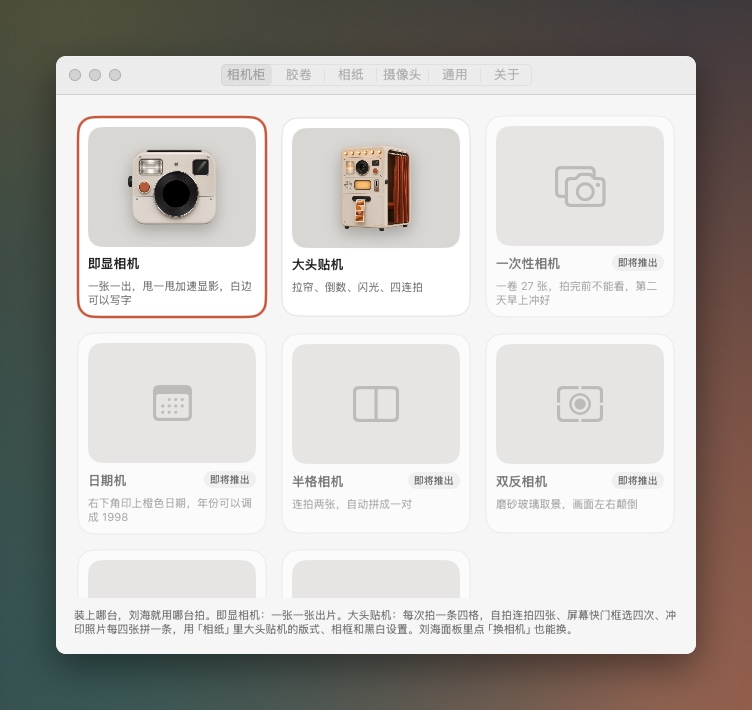 相机柜 胶卷 相纸 摄像头 通用 关于
即显相机
一张一出，甩一甩加速显影，白边
可以写字
大头贴机
拉帘、倒数、闪光、四连拍
一次性相机 即将推出
一卷 27 张，拍完前不能看，第二
天早上冲好
日期机 即将推出
右下角印上橙色日期，年份可以调
成 1998
半格相机 即将推出
连拍两张，自动拼成一对
双反相机 即将推出
磨砂玻璃取景，画面左右颠倒
装上哪台，刘海就用哪台拍。即显相机：一张一张出片。大头贴机：每次拍一条四格，自拍连拍四张、屏幕快门框选四次、冲
印照片每四张拼一条，用「相纸」里大头贴机的版式、相框和黑白设置。刘海面板里点「换相机」也能换。